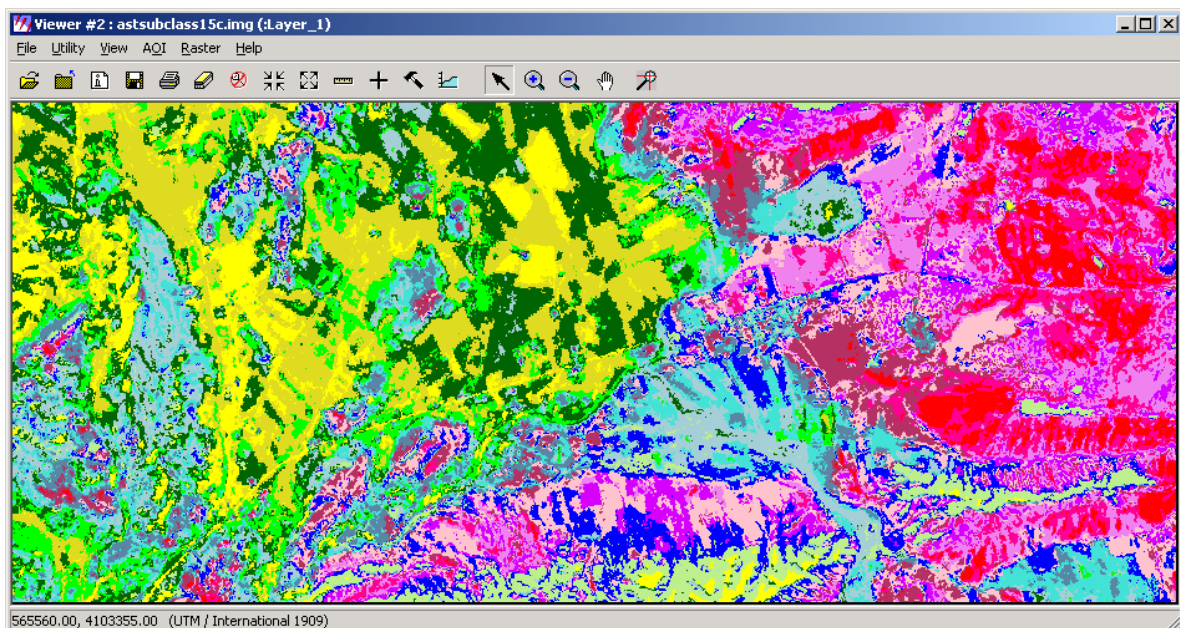 Viewer #2 : astsubclass15c.img (:Layer_1)
File Utility View AOI Raster Help
565560.00, 4103355.00 (UTM / International 1909)